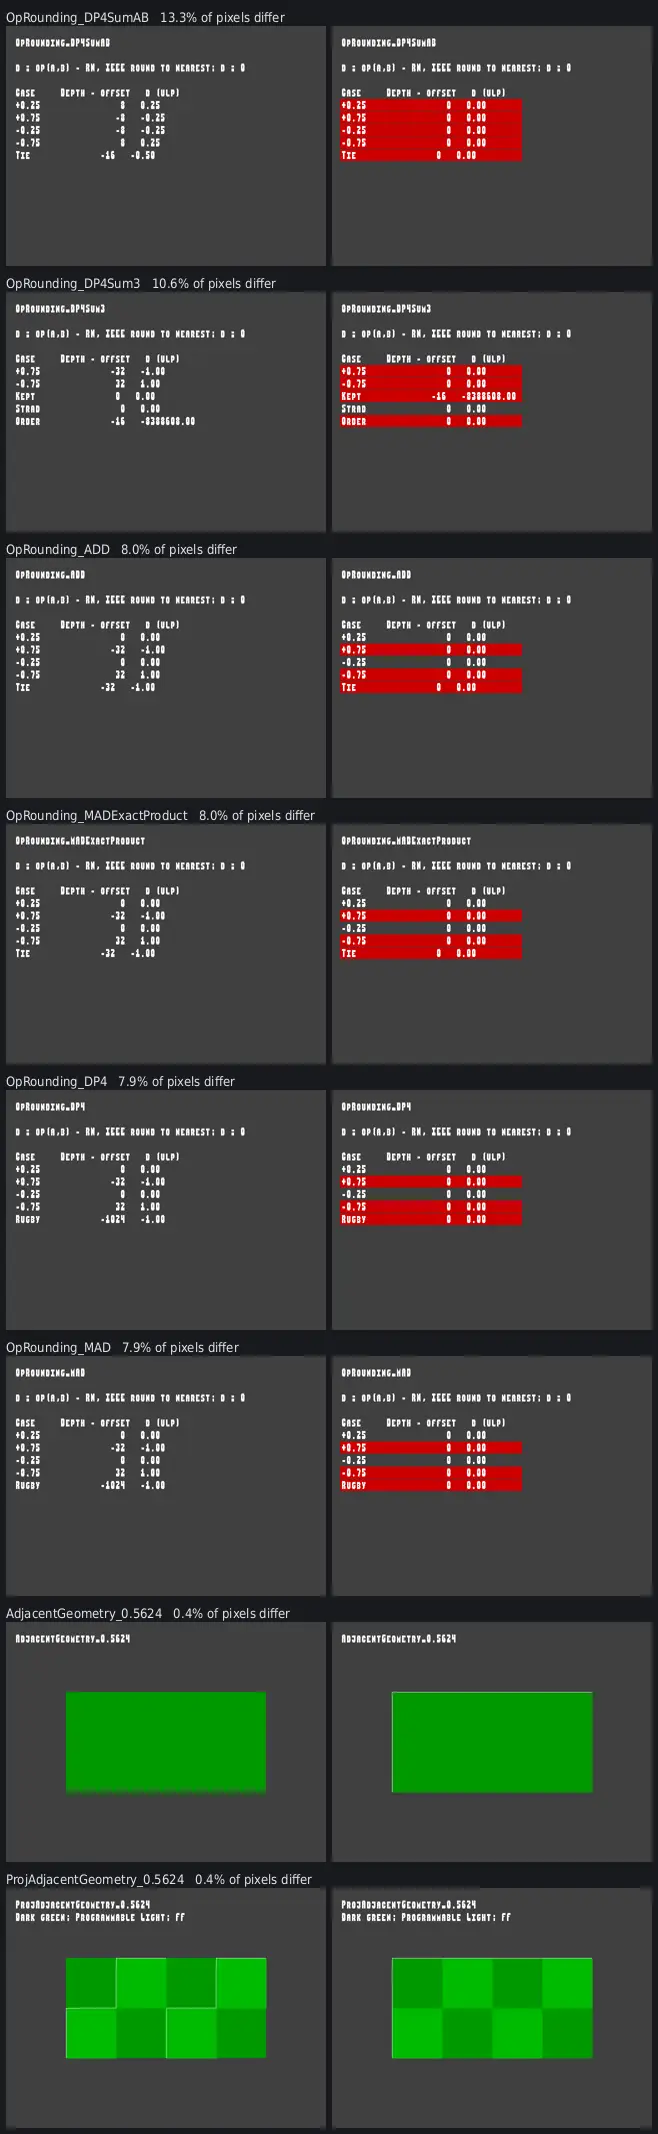 OpRounding_DP4SumAB 13.3% of pixels differ
OpRounding_DP4SumAB
D = op(a,b) - RN, IEEE round to nearest: D = 0
Case Depth - offset D (ULP)
+0.25 8 0.25
+0.75 -8 -0.25
-0.25 -8 -0.25
-0.75 8 0.25
Tie -16 -0.50
OpRounding_DP4SumAB
D = op(a,b) - RN, IEEE round to nearest: D = 0
Case Depth - offset D (ULP)
+0.25 0 0.00
+0.75 0 0.00
-0.25 0 0.00
-0.75 0 0.00
Tie 0 0.00
OpRounding_DP4Sum3 10.6% of pixels differ
OpRounding_DP4Sum3
D = op(a,b) - RN, IEEE round to nearest: D = 0
Case Depth - offset D (ULP)
+0.75 -32 -1.00
-0.75 32 1.00
Kept 0 0.00
Strad 0 0.00
Order -16 -8388608.00
OpRounding_DP4Sum3
D = op(a,b) - RN, IEEE round to nearest: D = 0
Case Depth - offset D (ULP)
+0.75 0 0.00
-0.75 0 0.00
Kept -16 -8388608.00
Strad 0 0.00
Order 0 0.00
OpRounding_ADD 8.0% of pixels differ
OpRounding_ADD
D = op(a,b) - RN, IEEE round to nearest: D = 0
Case Depth - offset D (ULP)
+0.25 0 0.00
+0.75 -32 -1.00
-0.25 0 0.00
-0.75 32 1.00
Tie -32 -1.00
OpRounding_ADD
D = op(a,b) - RN, IEEE round to nearest: D = 0
Case Depth - offset D (ULP)
+0.25 0 0.00
+0.75 0 0.00
-0.25 0 0.00
-0.75 0 0.00
Tie 0 0.00
OpRounding_MADExactProduct 8.0% of pixels differ
OpRounding_MADExactProduct
D = op(a,b) - RN, IEEE round to nearest: D = 0
Case Depth - offset D (ULP)
+0.25 0 0.00
+0.75 -32 -1.00
-0.25 0 0.00
-0.75 32 1.00
Tie -32 -1.00
OpRounding_MADExactProduct
D = op(a,b) - RN, IEEE round to nearest: D = 0
Case Depth - offset D (ULP)
+0.25 0 0.00
+0.75 0 0.00
-0.25 0 0.00
-0.75 0 0.00
Tie 0 0.00
OpRounding_DP4 7.9% of pixels differ
OpRounding_DP4
D = op(a,b) - RN, IEEE round to nearest: D = 0
Case Depth - offset D (ULP)
+0.25 0 0.00
+0.75 -32 -1.00
-0.25 0 0.00
-0.75 32 1.00
Rugby -1024 -1.00
OpRounding_DP4
D = op(a,b) - RN, IEEE round to nearest: D = 0
Case Depth - offset D (ULP)
+0.25 0 0.00
+0.75 0 0.00
-0.25 0 0.00
-0.75 0 0.00
Rugby 0 0.00
OpRounding_MAD 7.9% of pixels differ
OpRounding_MAD
D = op(a,b) - RN, IEEE round to nearest: D = 0
Case Depth - offset D (ULP)
+0.25 0 0.00
+0.75 -32 -1.00
-0.25 0 0.00
-0.75 32 1.00
Rugby -1024 -1.00
OpRounding_MAD
D = op(a,b) - RN, IEEE round to nearest: D = 0
Case Depth - offset D (ULP)
+0.25 0 0.00
+0.75 0 0.00
-0.25 0 0.00
-0.75 0 0.00
Rugby 0 0.00
AdjacentGeometry_0.5624 0.4% of pixels differ
AdjacentGeometry_0.5624
AdjacentGeometry_0.5624
ProjAdjacentGeometry_0.5624 0.4% of pixels differ
ProjAdjacentGeometry_0.5624
Dark green: Programmable Light: FF
ProjAdjacentGeometry_0.5624
Dark green: Programmable Light: FF